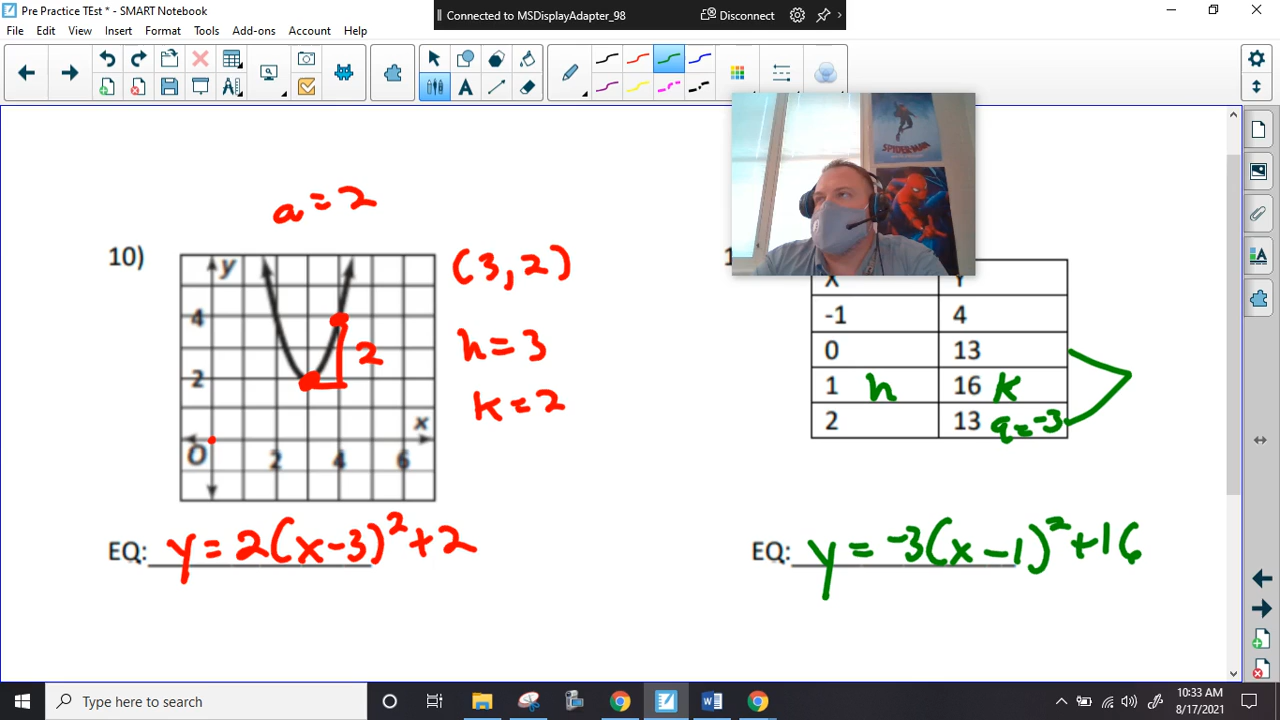 Pre Practice TEst * - SMART Notebook
Connected to MSDisplayAdapter_98
Disconnect
File Edit View Insert Format Tools Add-ons Account Help
SPIDER-MAN
a = 2
10)
y
4
2
O
2 4 6
x
2
(3, 2)
h = 3
k = 2
EQ: y = 2(x-3)²+2
1
X Y
-1 4
0 13
1 h 16 k
2 13 a=-3
EQ: y = -3(x-1)²+16
Type here to search
10:33 AM
8/17/2021